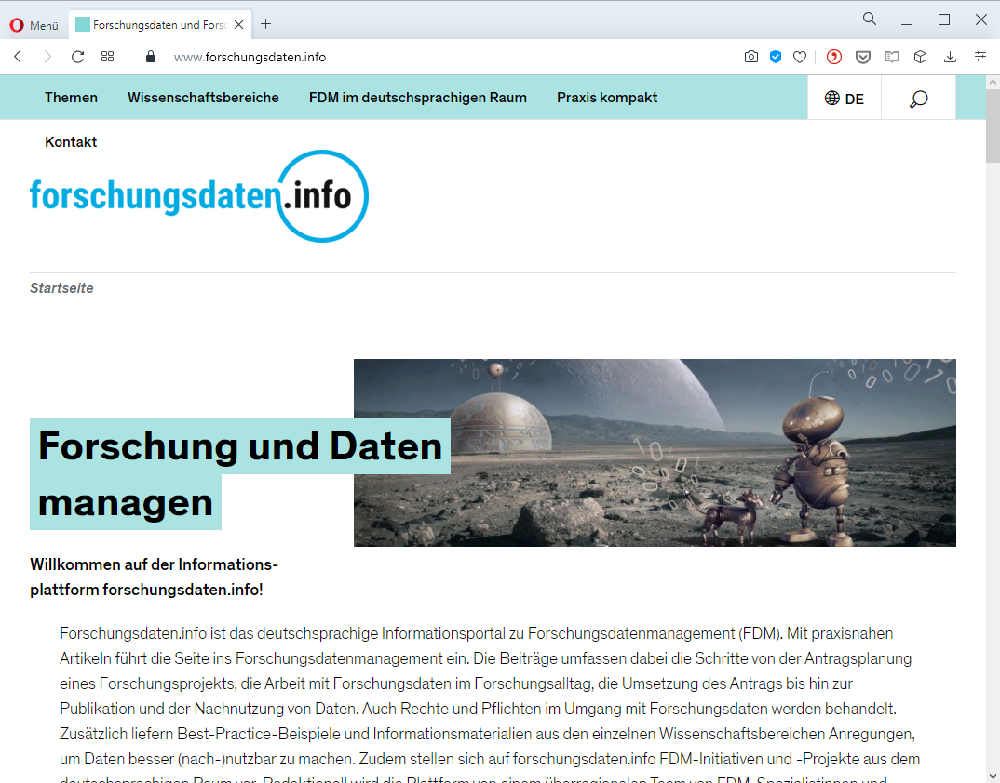 Menü
Forschungsdaten und Forsc
www.forschungsdaten.info
Themen
Wissenschaftsbereiche
FDM im deutschsprachigen Raum
Praxis kompakt
DE
Kontakt
forschungsdaten.info
Startseite
Forschung und Daten
managen
Willkommen auf der Informations-
plattform forschungsdaten.info!
Forschungsdaten.info ist das deutschsprachige Informationsportal zu Forschungsdatenmanagement (FDM). Mit praxisnahen
Artikeln führt die Seite ins Forschungsdatenmanagement ein. Die Beiträge umfassen dabei die Schritte von der Antragsplanung
eines Forschungsprojekts, die Arbeit mit Forschungsdaten im Forschungsalltag, die Umsetzung des Antrags bis hin zur
Publikation und der Nachnutzung von Daten. Auch Rechte und Pflichten im Umgang mit Forschungsdaten werden behandelt.
Zusätzlich liefern Best-Practice-Beispiele und Informationsmaterialien aus den einzelnen Wissenschaftsbereichen Anregungen,
um Daten besser (nach-)nutzbar zu machen. Zudem stellen sich auf forschungsdaten.info FDM-Initiativen und -Projekte aus dem
deutschsprachigen Raum vor. Redaktionell wird die Plattform von einem überregionalen Team von FDM-Spezialistinnen und